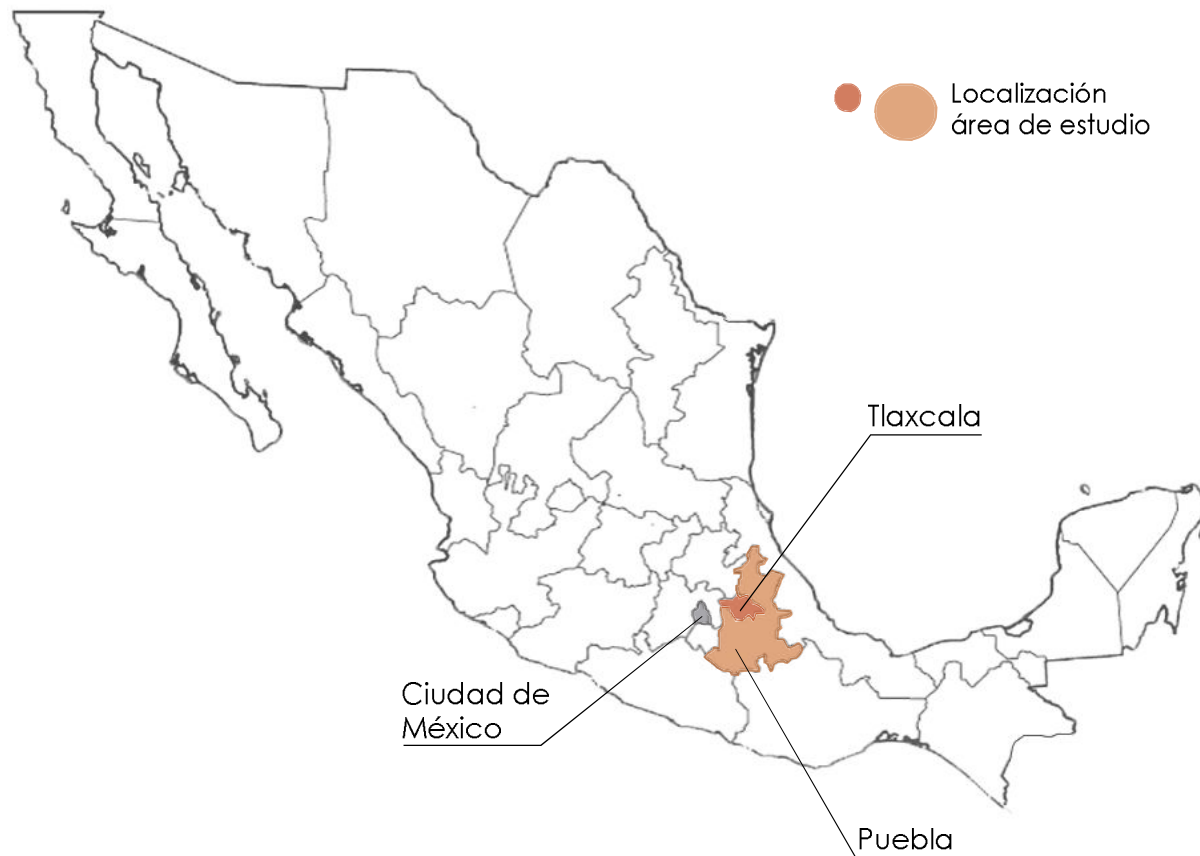 Localización
área de estudio
Tlaxcala
Ciudad de
México
Puebla